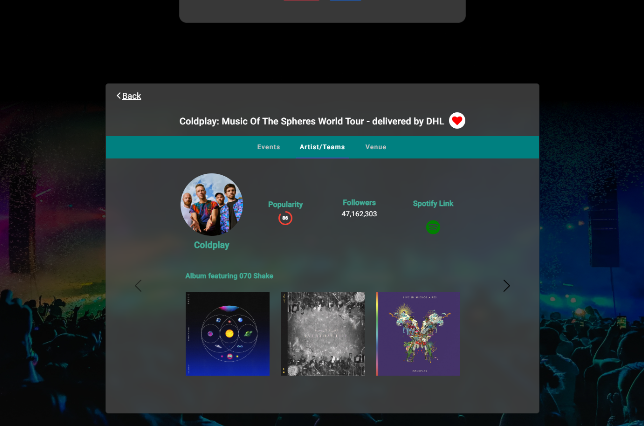 Back
Coldplay: Music Of The Spheres World Tour - delivered by DHL
Events Artist/Teams Venue
Popularity Followers Spotify Link
86 47,162,303
Coldplay
Album featuring 070 Shake